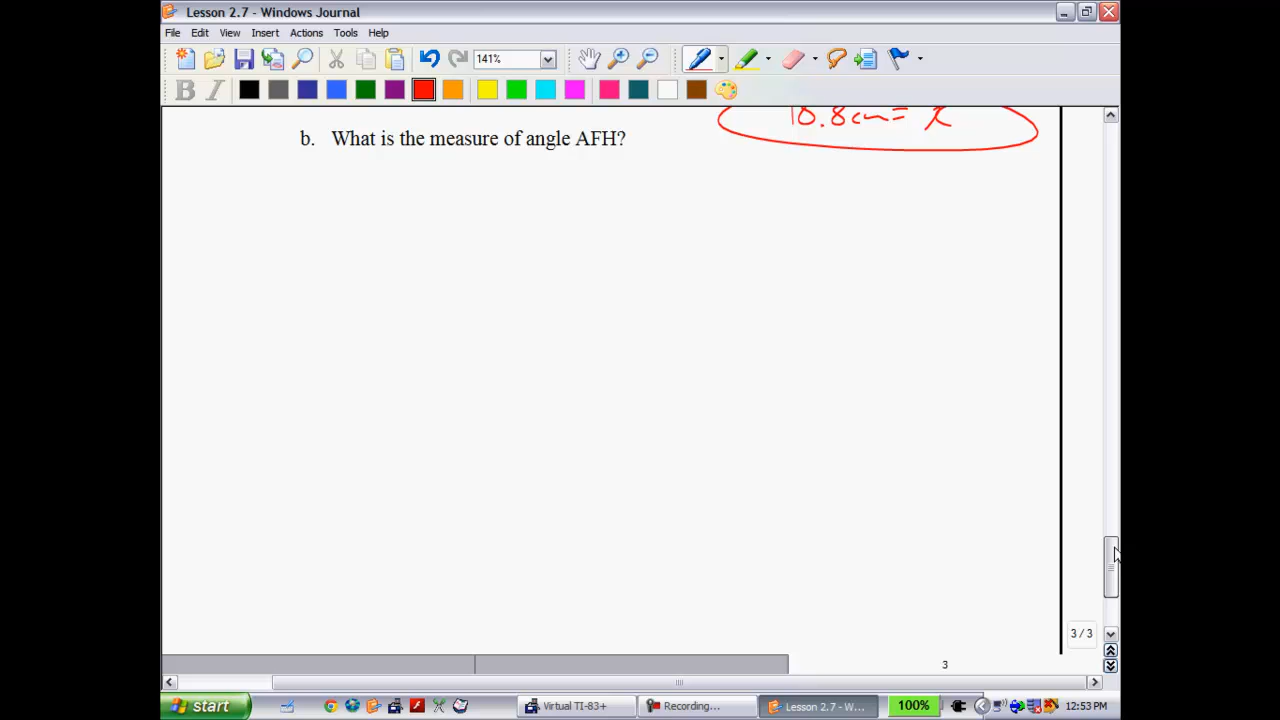 Lesson 2.7 - Windows Journal
File Edit View Insert Actions Tools Help
141%
B I
10.8cm = x
b. What is the measure of angle AFH?
3 / 3
3
start Virtual TI-83+ Recording... Lesson 2.7 - W... 100% 12:53 PM